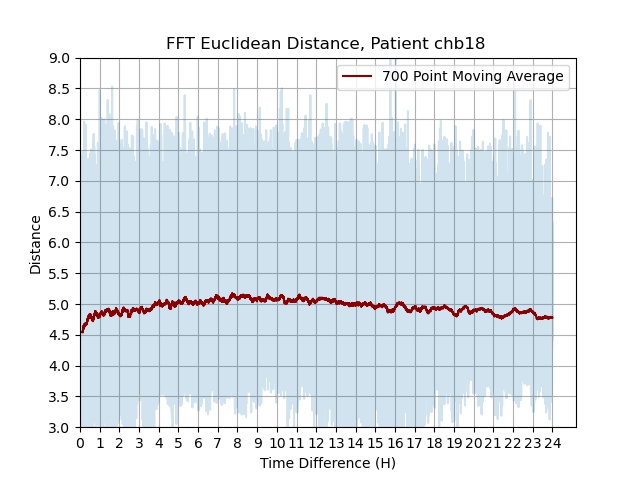 FFT Euclidean Distance, Patient chb18
700 Point Moving Average
9.0
8.5
8.0
7.5
7.0
6.5
6.0
5.5
5.0
4.5
4.0
3.5
3.0
Distance
0 1 2 3 4 5 6 7 8 9 10 11 12 13 14 15 16 17 18 19 20 21 22 23 24
Time Difference (H)